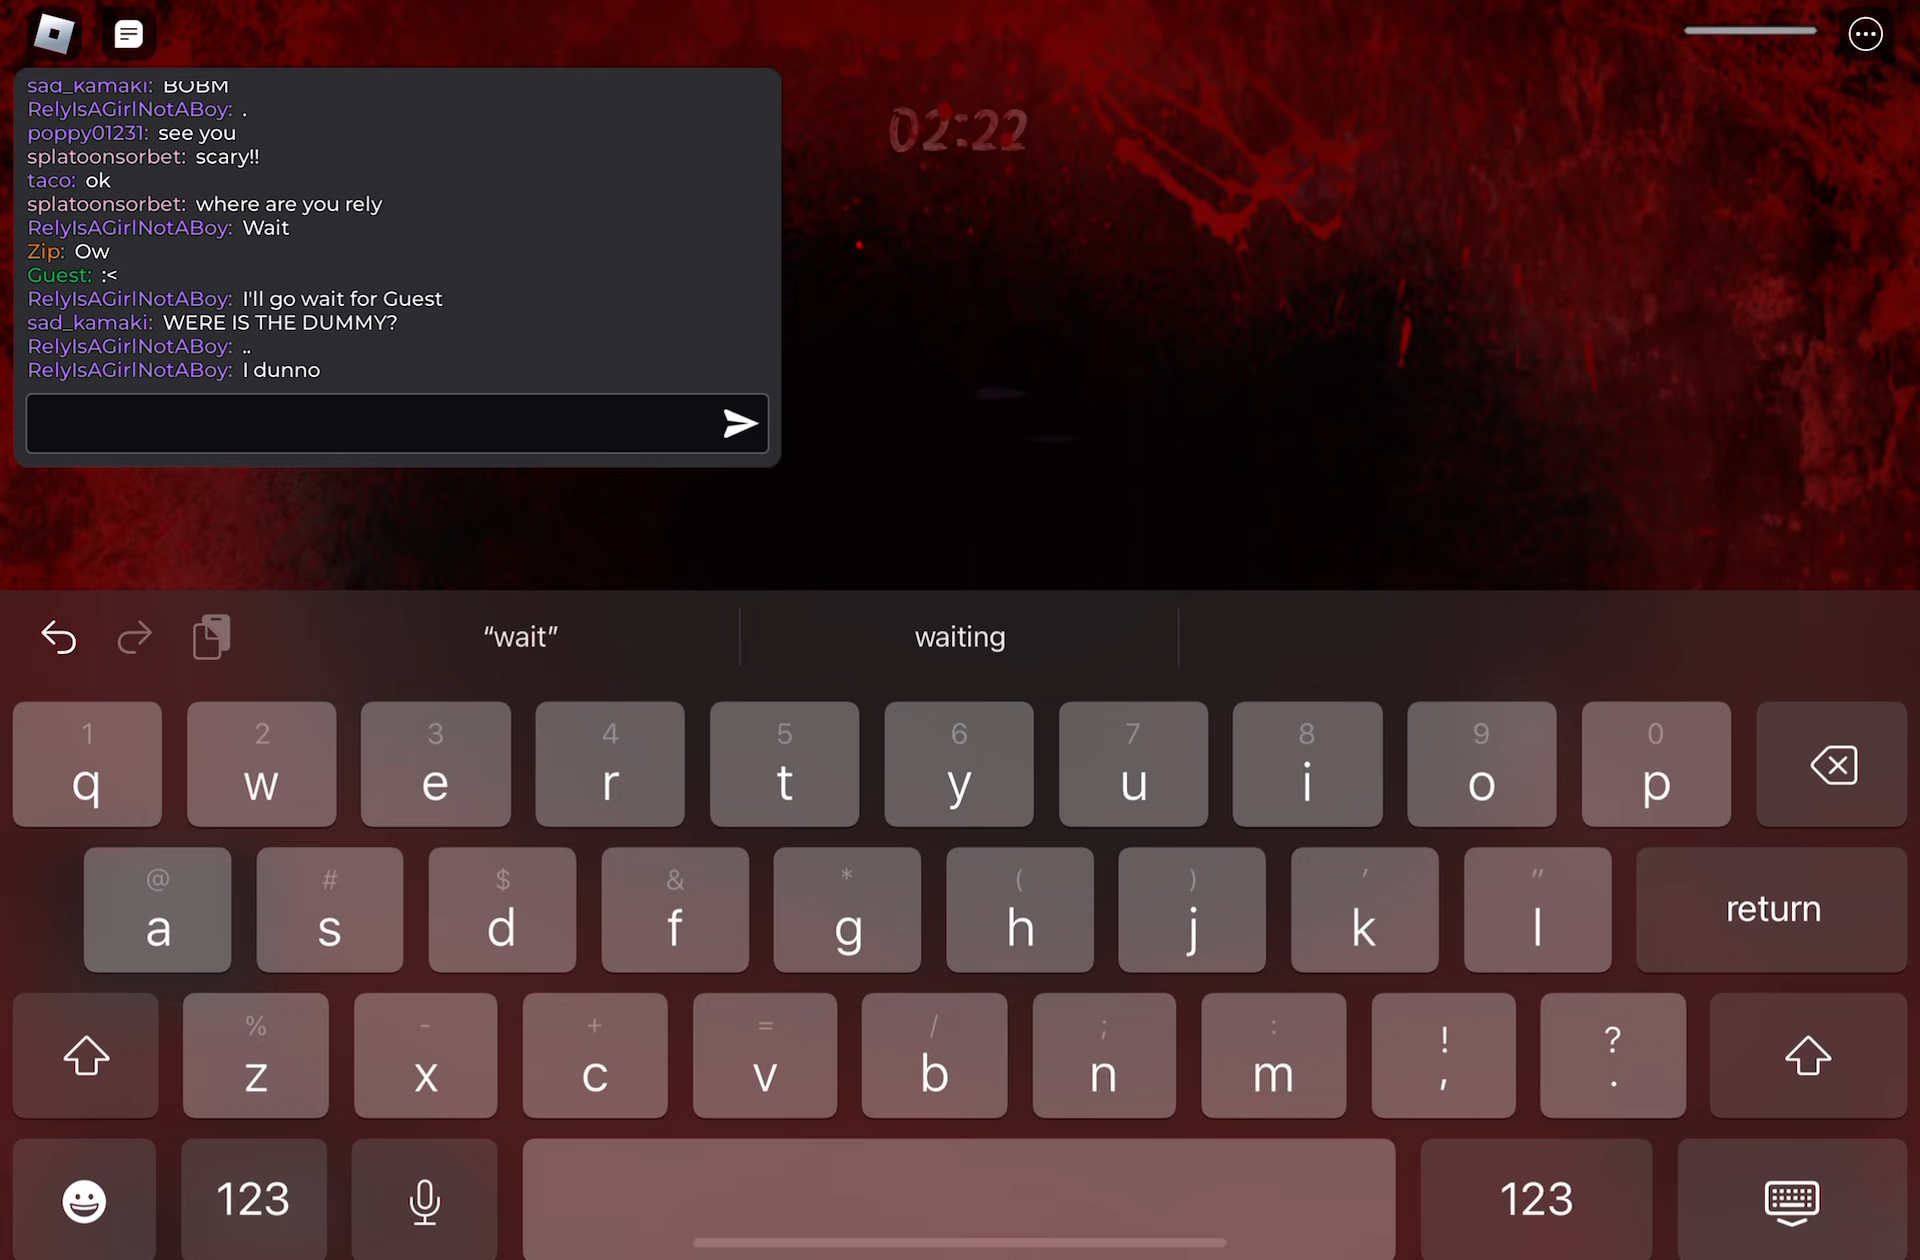 sad_kamaki: BOBM
RelyIsAGirlNotABoy: .
poppy01231: see you
splatoonsorbet: scary!!
taco: ok
splatoonsorbet: where are you rely
RelyIsAGirlNotABoy: Wait
Zip: Ow
Guest: :<
RelyIsAGirlNotABoy: I'll go wait for Guest
sad_kamaki: WERE IS THE DUMMY?
RelyIsAGirlNotABoy: ..
RelyIsAGirlNotABoy: I dunno
02:22
“wait” waiting
1 2 3 4 5 6 7 8 9 0
q w e r t y u i o p
@ # $ & * ( ) ' "
a s d f g h j k l return
% - + = / ; : ! ?
z x c v b n m , .
123 123